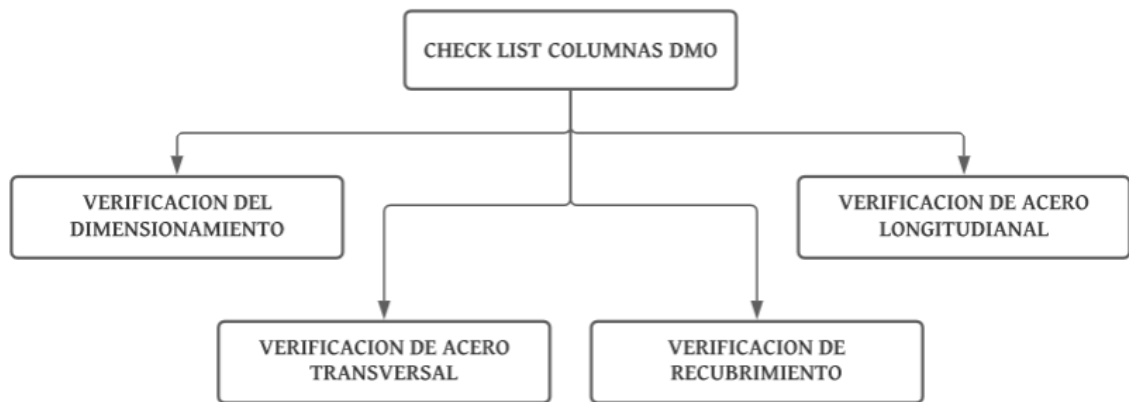 CHECK LIST COLUMNAS DMO
VERIFICACION DEL
DIMENSIONAMIENTO
VERIFICACION DE ACERO
LONGITUDIANAL
VERIFICACION DE ACERO
TRANSVERSAL
VERIFICACION DE
RECUBRIMIENTO